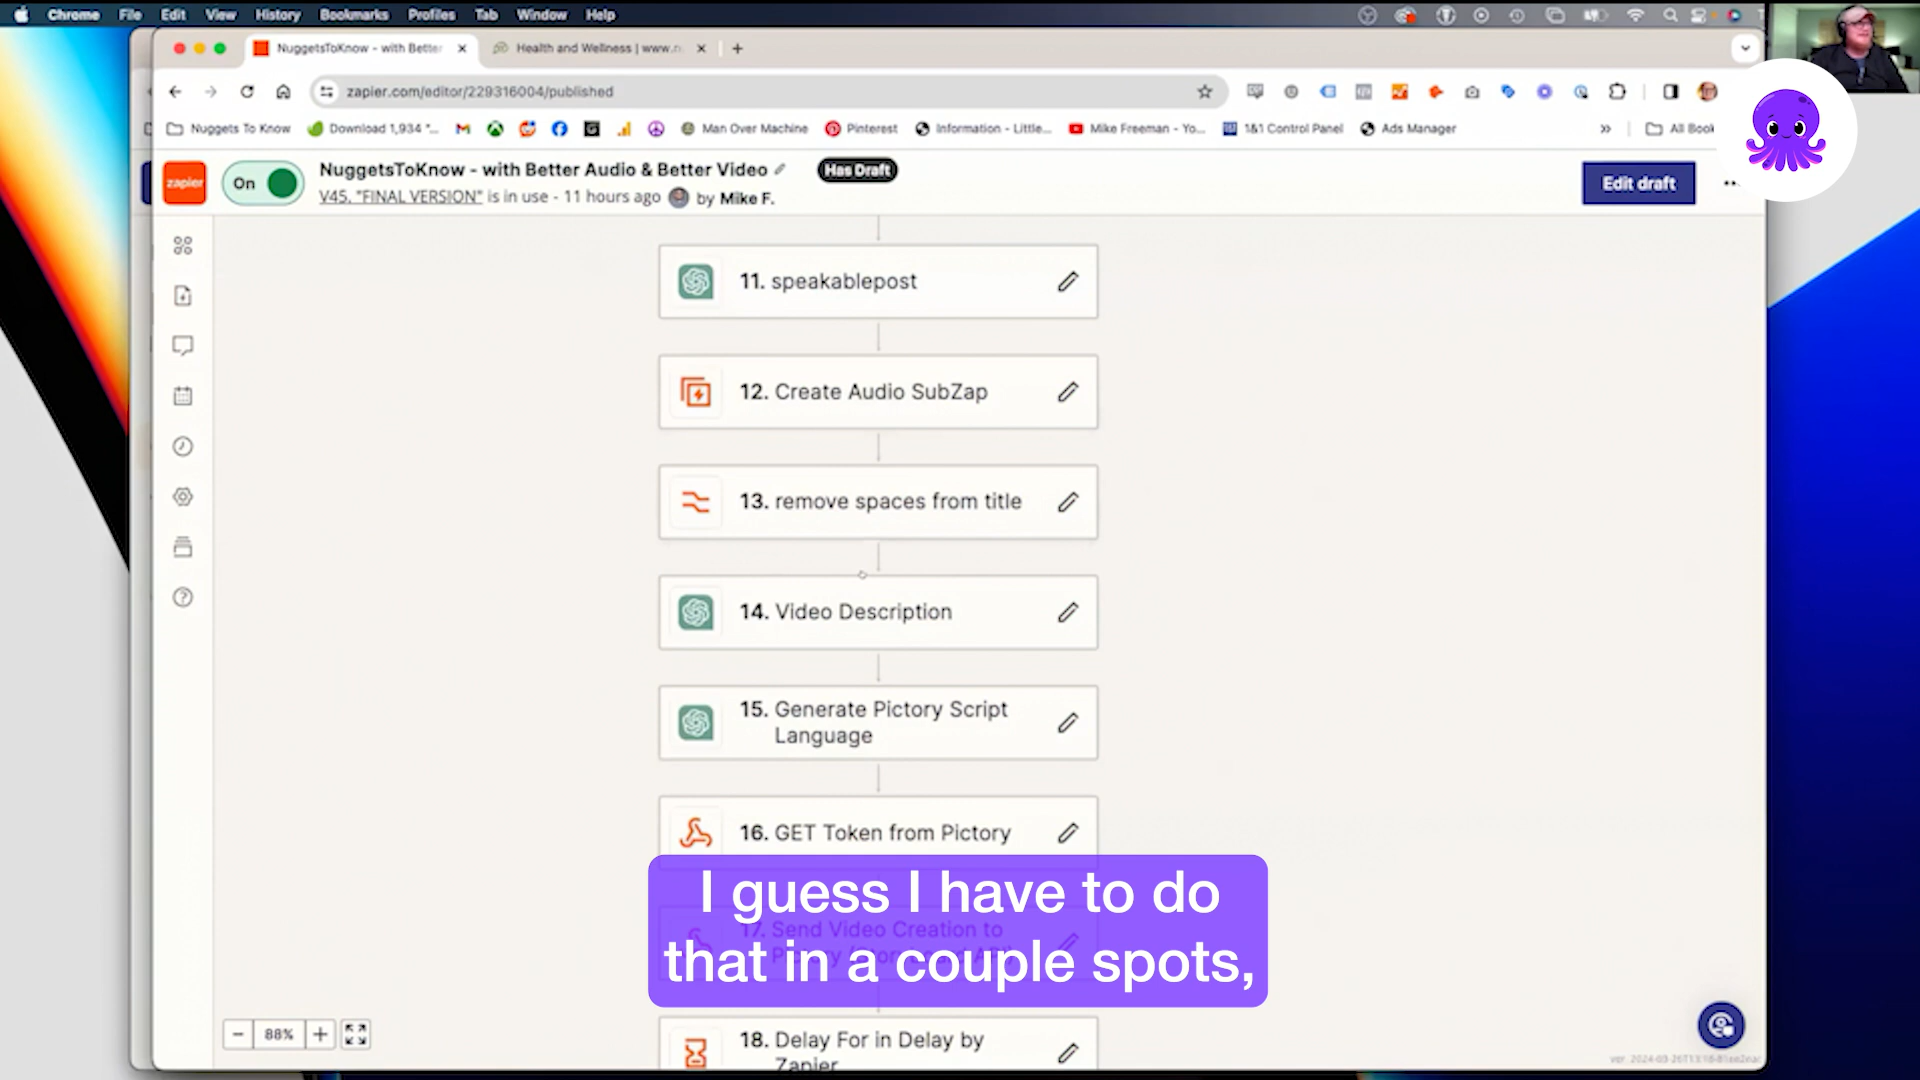 Chrome File Edit View History Bookmarks Profiles Tab Window Help
NuggetsToKnow - with Better
Health and Wellness | www.n
zapier.com/editor/229316004/published
Nuggets To Know
Download 1,934 "...
Man Over Machine
Pinterest
Information - Little...
Mike Freeman - Yo...
1&1 Control Panel
Ads Manager
»
All Book
zapier
On
NuggetsToKnow - with Better Audio & Better Video
Has Draft
V45. "FINAL VERSION" is in use - 11 hours ago by Mike F.
Edit draft
11. speakablepost
12. Create Audio SubZap
13. remove spaces from title
14. Video Description
15. Generate Pictory Script
Language
16. GET Token from Pictory
17. Send Video Creation to
I guess I have to do
that in a couple spots,
18. Delay For in Delay by
Zapier
88%